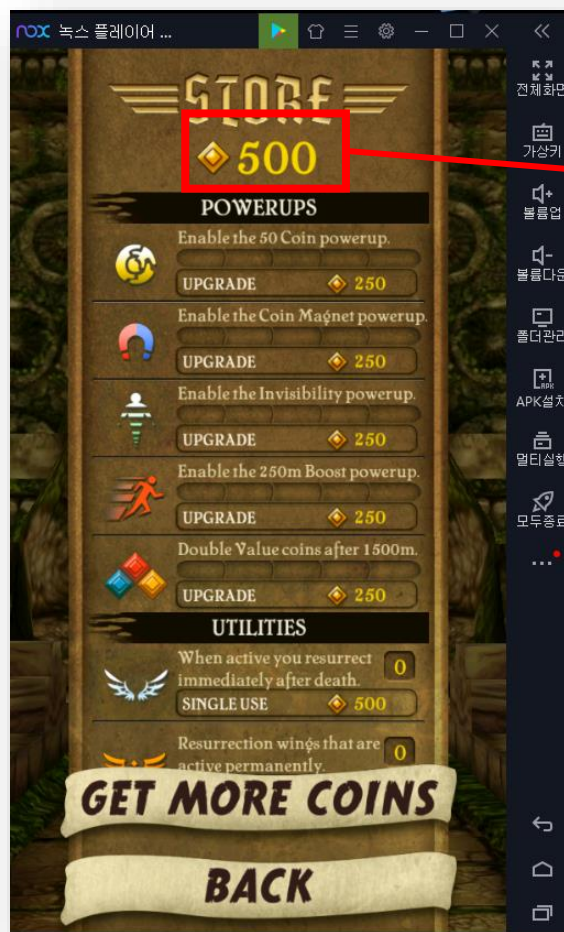 nox 녹스 플레이어 ...
전체화면
가상키
볼륨업
볼륨다운
폴더관리
APK설치
멀티실행
모두종료
STORE
500
POWERUPS
Enable the 50 Coin powerup.
UPGRADE 250
Enable the Coin Magnet powerup.
UPGRADE 250
Enable the Invisibility powerup.
UPGRADE 250
Enable the 250m Boost powerup.
UPGRADE 250
Double Value coins after 1500m.
UPGRADE 250
UTILITIES
When active you resurrect 0
immediately after death.
SINGLE USE 500
Resurrection wings that are 0
active permanently.
GET MORE COINS
BACK